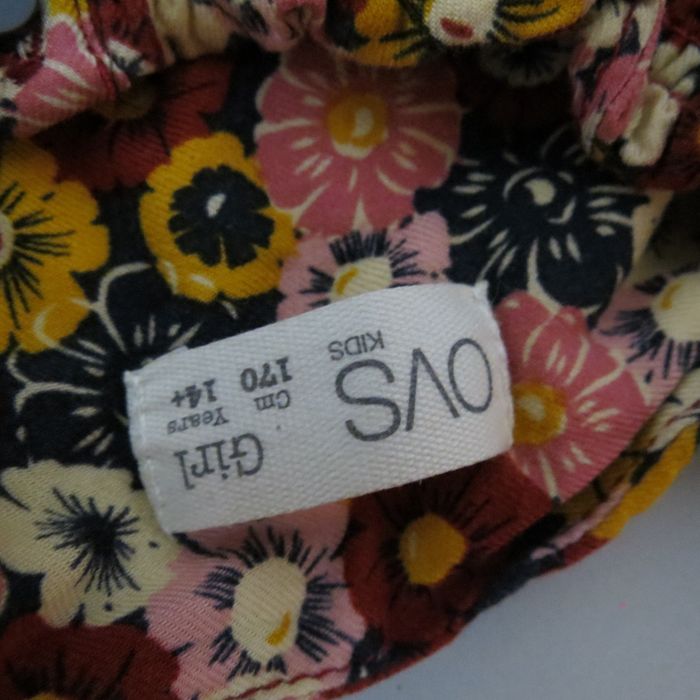 OVS
KIDS
Girl
Cm Years
170 14+